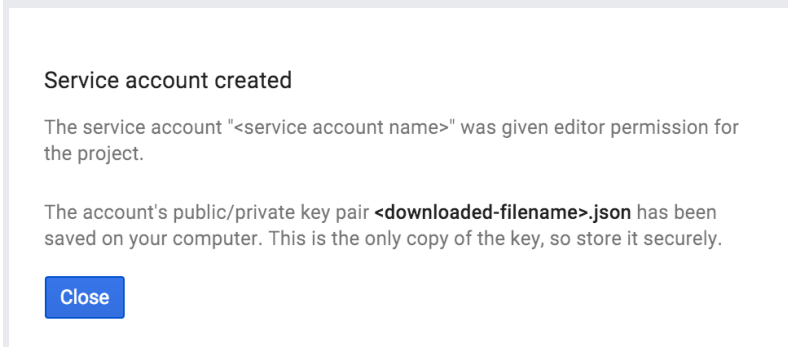 Service account created
The service account "<service account name>" was given editor permission for
the project.
The account's public/private key pair <downloaded-filename>.json has been
saved on your computer. This is the only copy of the key, so store it securely.
Close